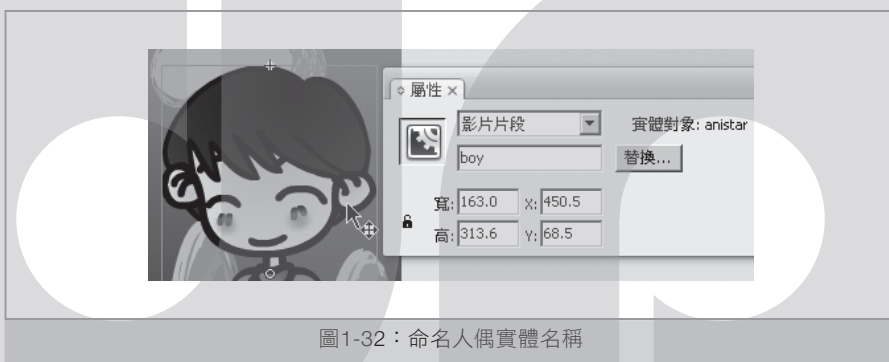 屬性
影片片段 實體對象: anistar
boy 替換...
寬: 163.0 X: 450.5
高: 313.6 Y: 68.5
圖1-32：命名人偶實體名稱